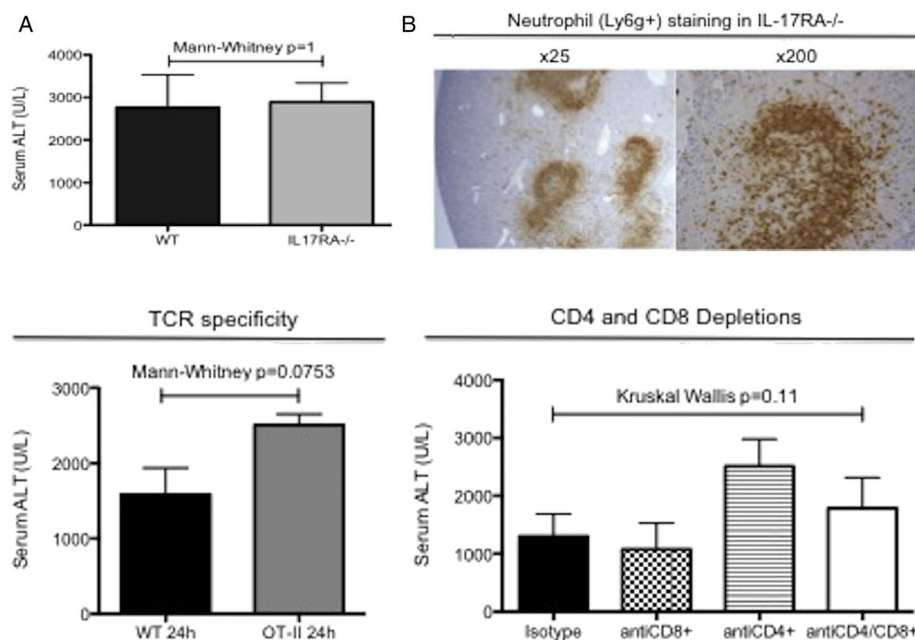 A
Mann-Whitney p=1
Serum ALT (U/L)
4000
3000
2000
1000
0
WT
IL17RA-/-
B
Neutrophil (Ly6g+) staining in IL-17RA-/-
x25
x200
TCR specificity
Mann-Whitney p=0.0753
Serum ALT (U/L)
3000
2000
1000
0
WT 24h
OT-II 24h
CD4 and CD8 Depletions
Kruskal Wallis p=0.11
Serum ALT (U/L)
4000
3000
2000
1000
0
Isotype
antiCD8+
antiCD4+
antiCD4/CD8+